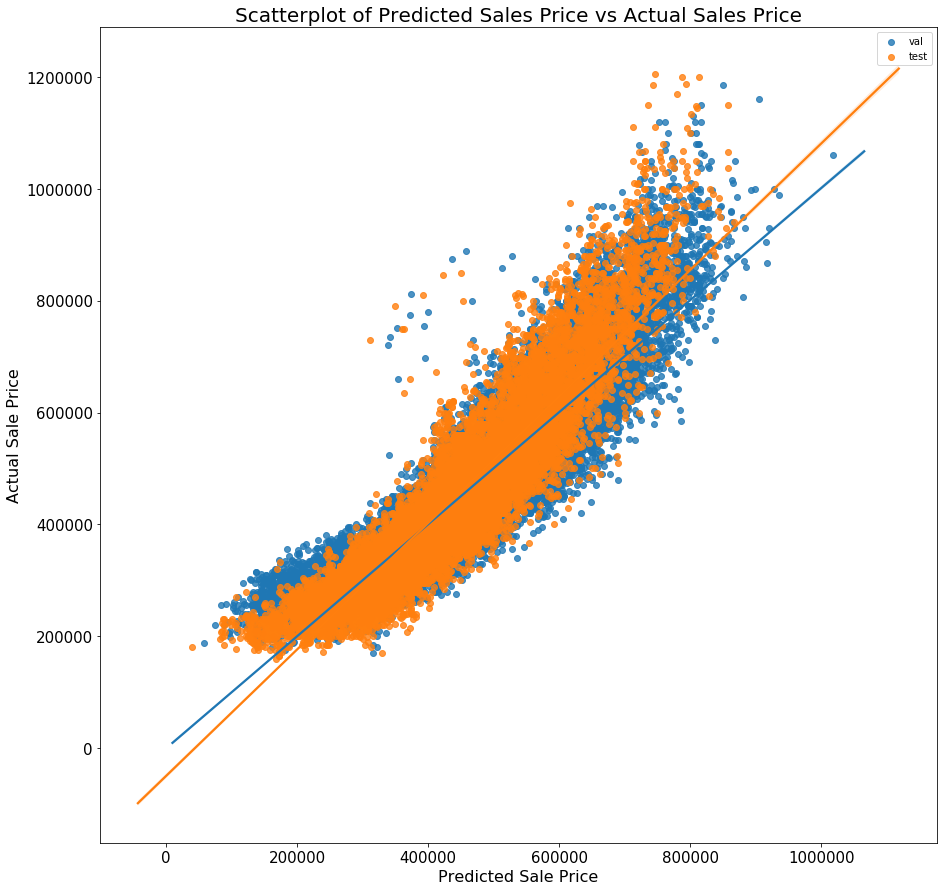 Scatterplot of Predicted Sales Price vs Actual Sales Price
val
test
1200000
1000000
800000
600000
400000
200000
0
Actual Sale Price
0 200000 400000 600000 800000 1000000
Predicted Sale Price